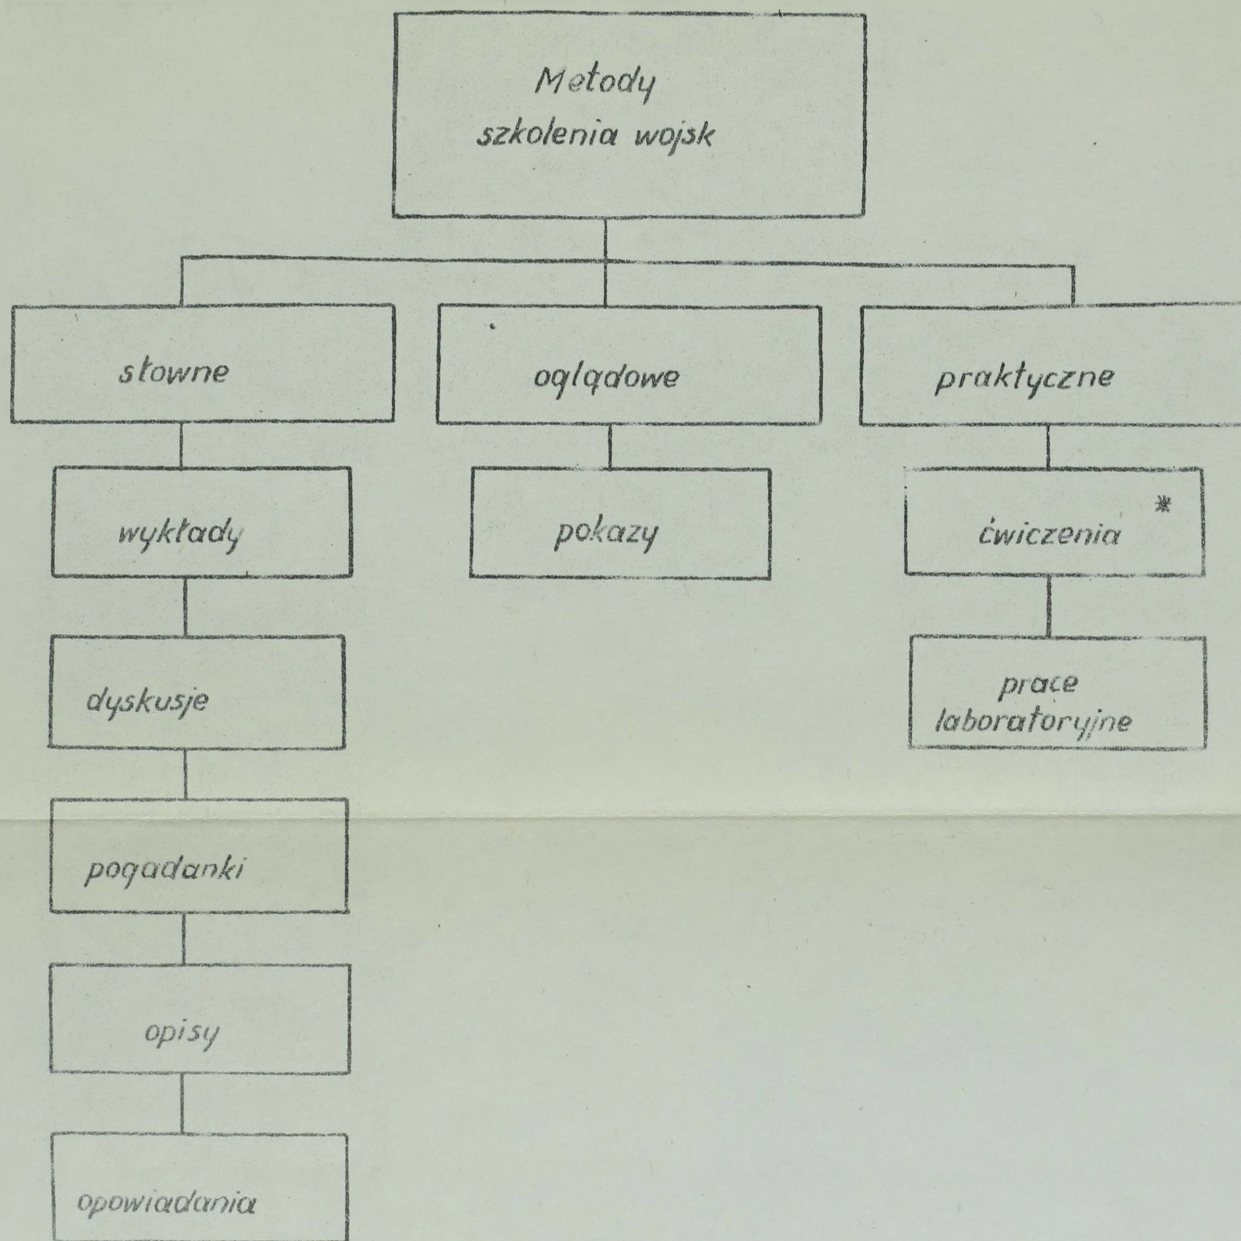 Metody
szkolenia wojsk
słowne
oglądowe
praktyczne
wykłady
pokazy
ćwiczenia *
dyskusje
prace
laboratoryjne
pogadanki
opisy
opowiadania